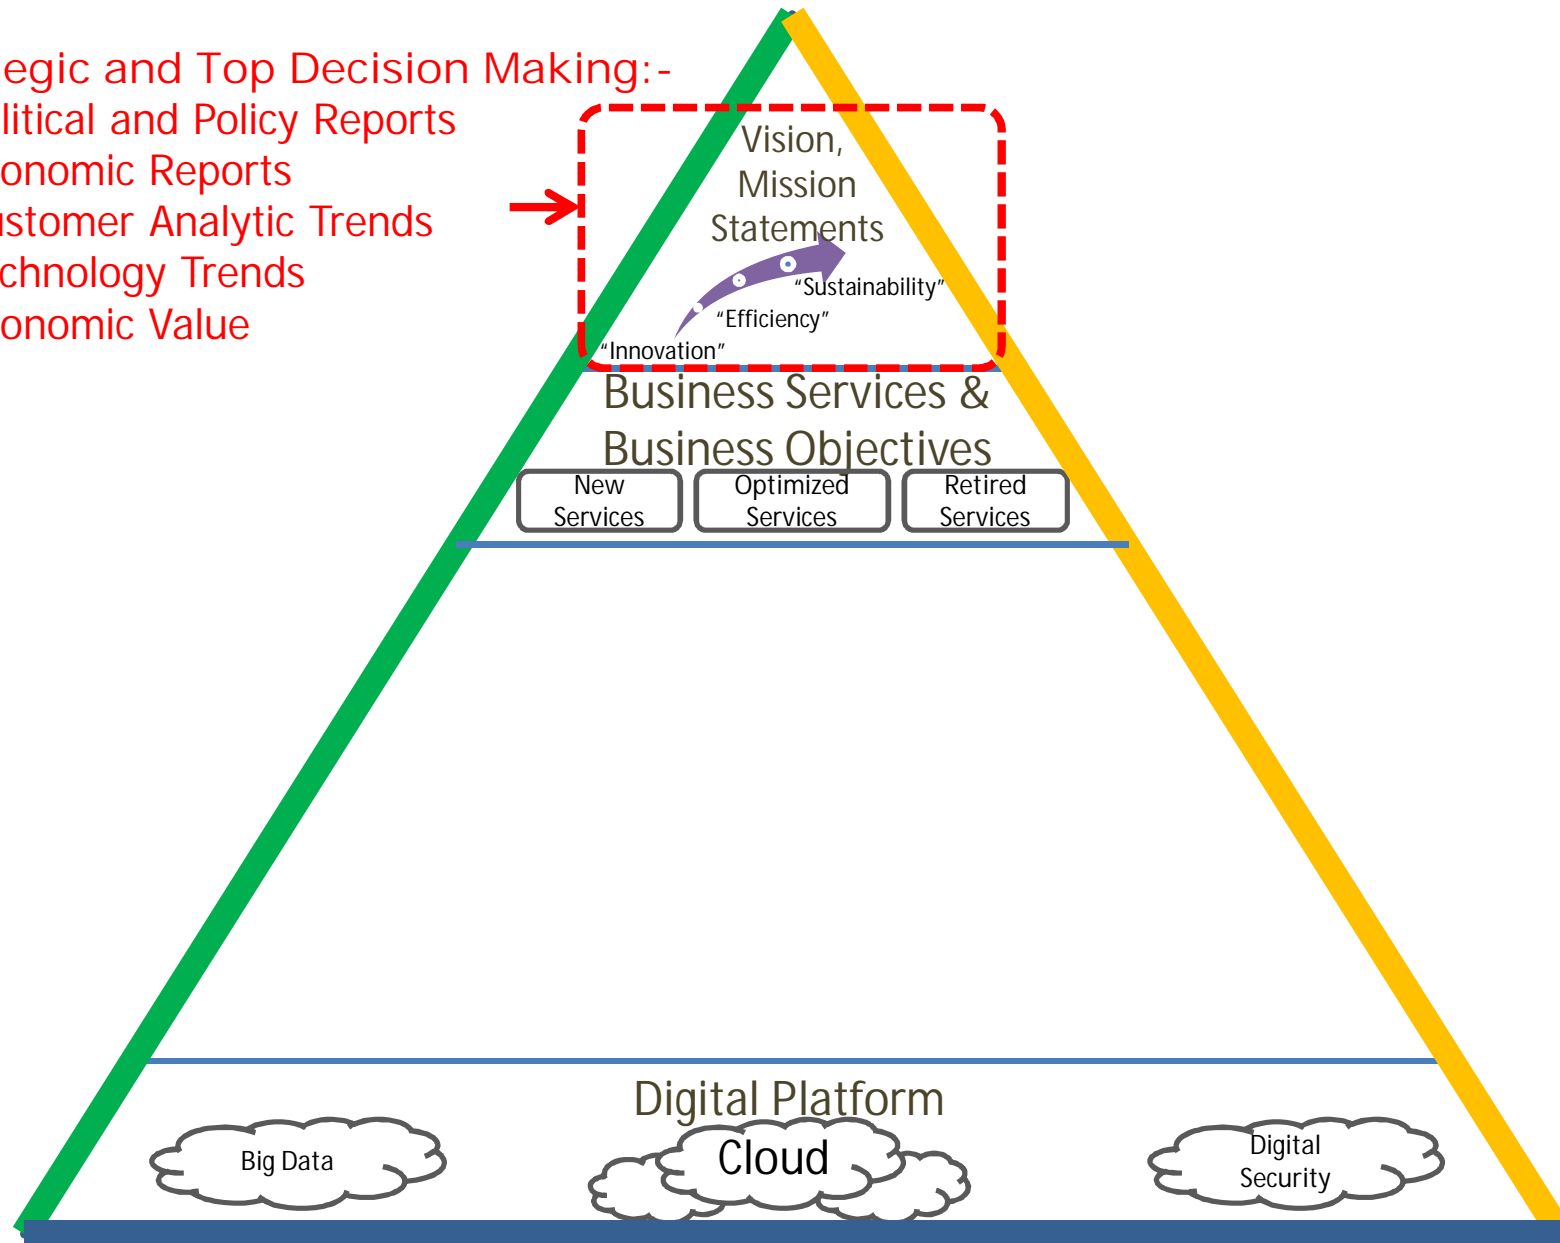 egic and Top Decision Making:-
litical and Policy Reports
onomic Reports
ustomer Analytic Trends
chnology Trends
onomic Value
Vision,
Mission
Statements
"Sustainability"
"Efficiency"
"Innovation"
Business Services &
Business Objectives
New
Services
Optimized
Services
Retired
Services
Digital Platform
Big Data
Cloud
Digital
Security